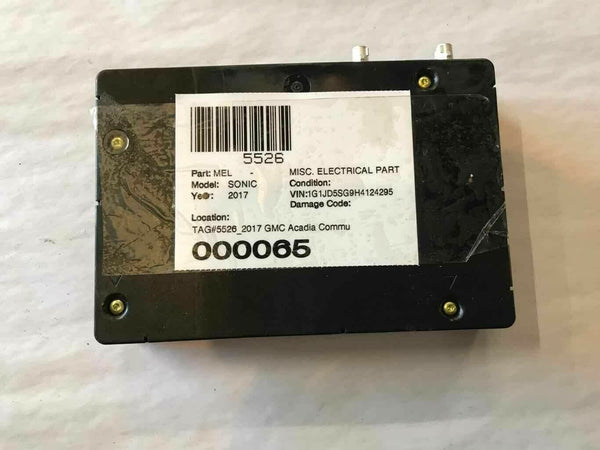 5526
Part: MEL - MISC. ELECTRICAL PART
Model: SONIC Condition:
Year: 2017 VIN:1G1JD5SG9H4124295
Damage Code:
Location:
TAG#5526_2017 GMC Acadia Commu
000065